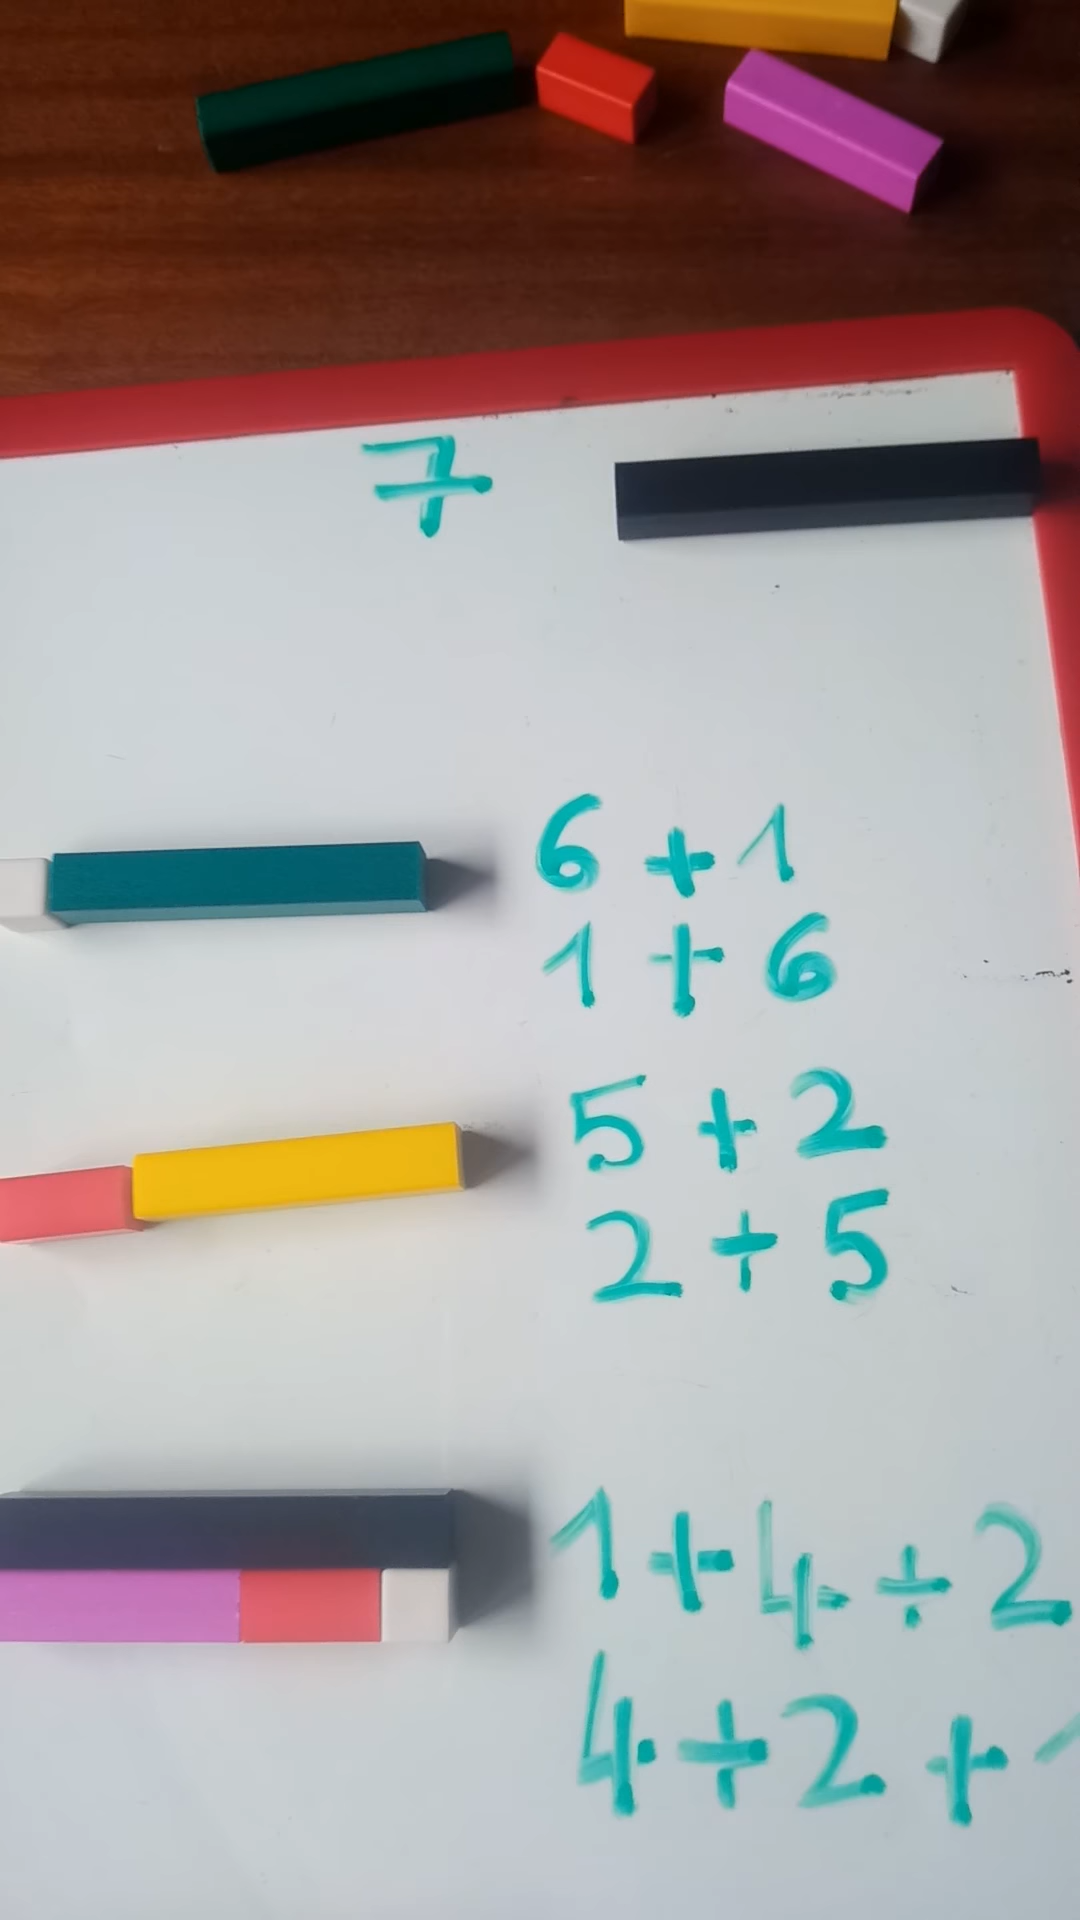 7
6 + 1
1 + 6
5 + 2
2 + 5
1 + 4 + 2
4 + 2 +